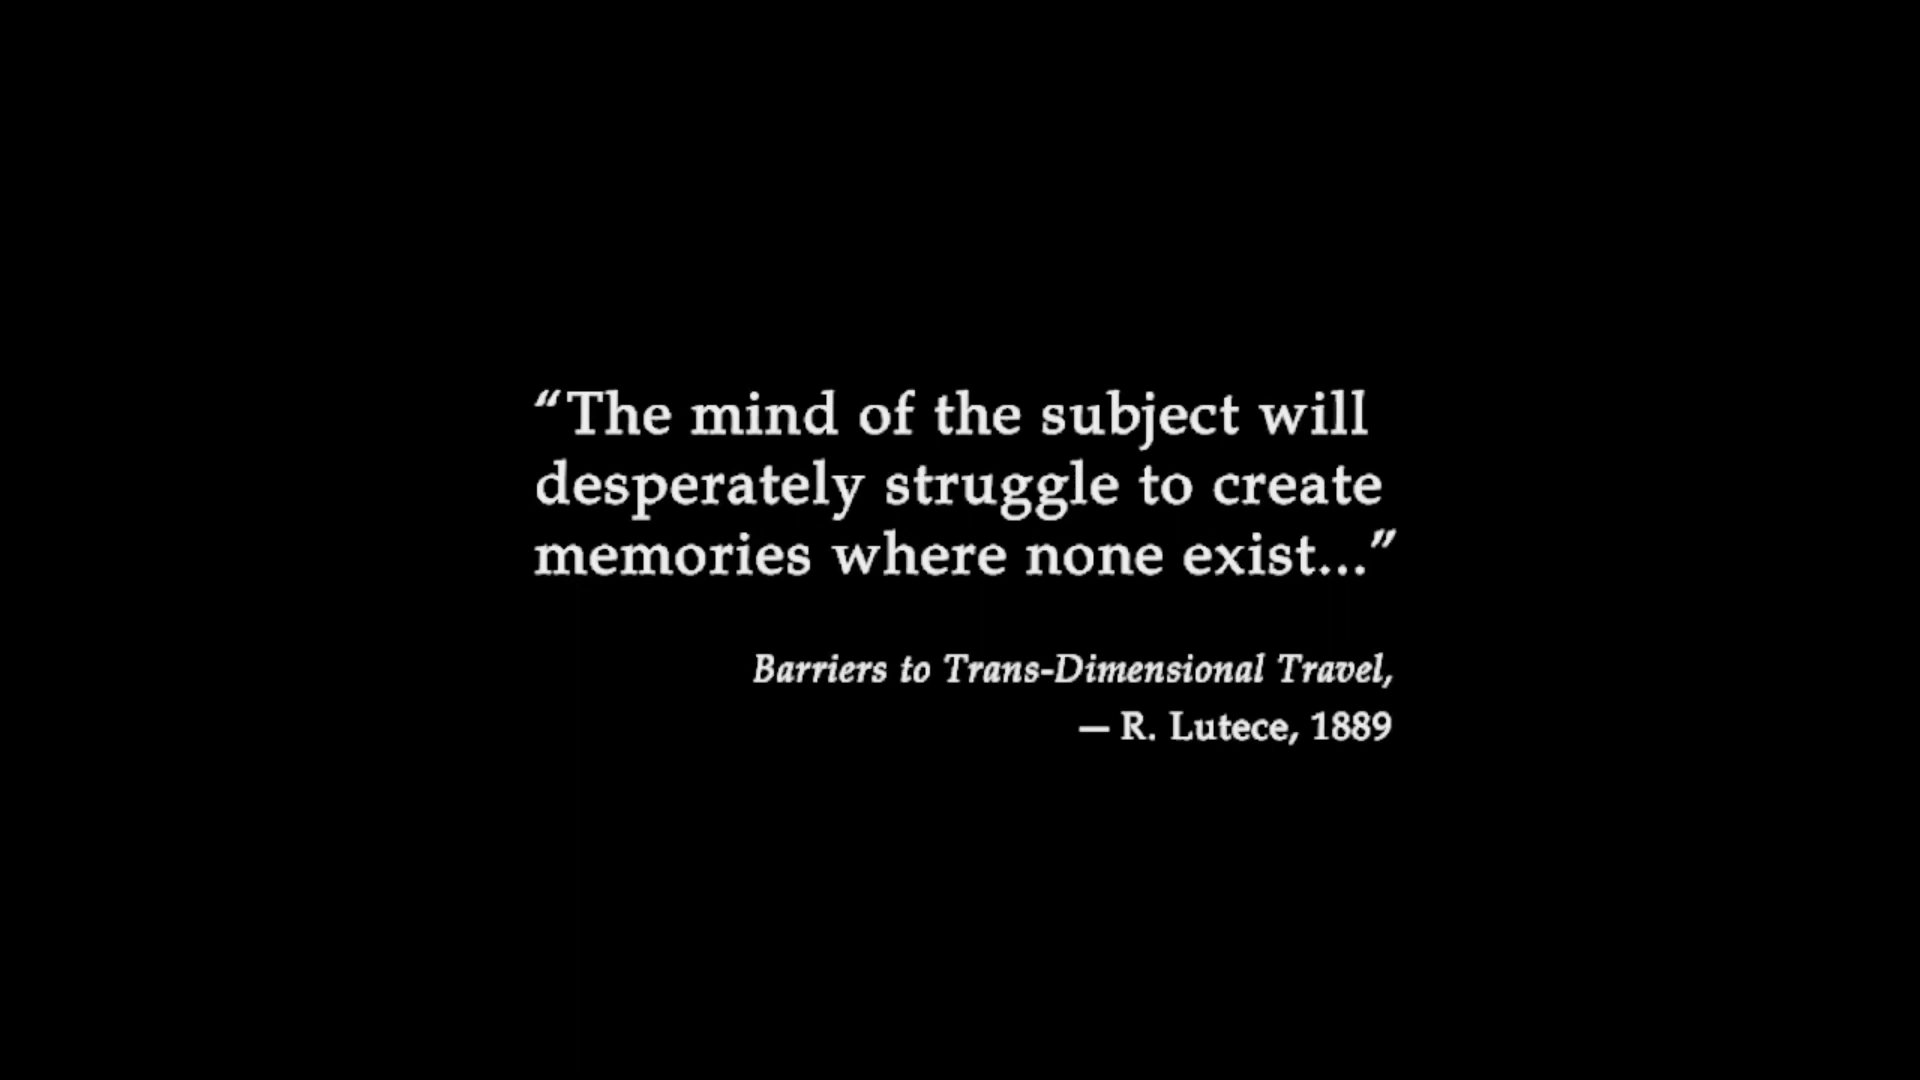 “The mind of the subject will
desperately struggle to create
memories where none exist...”
Barriers to Trans-Dimensional Travel,
— R. Lutece, 1889